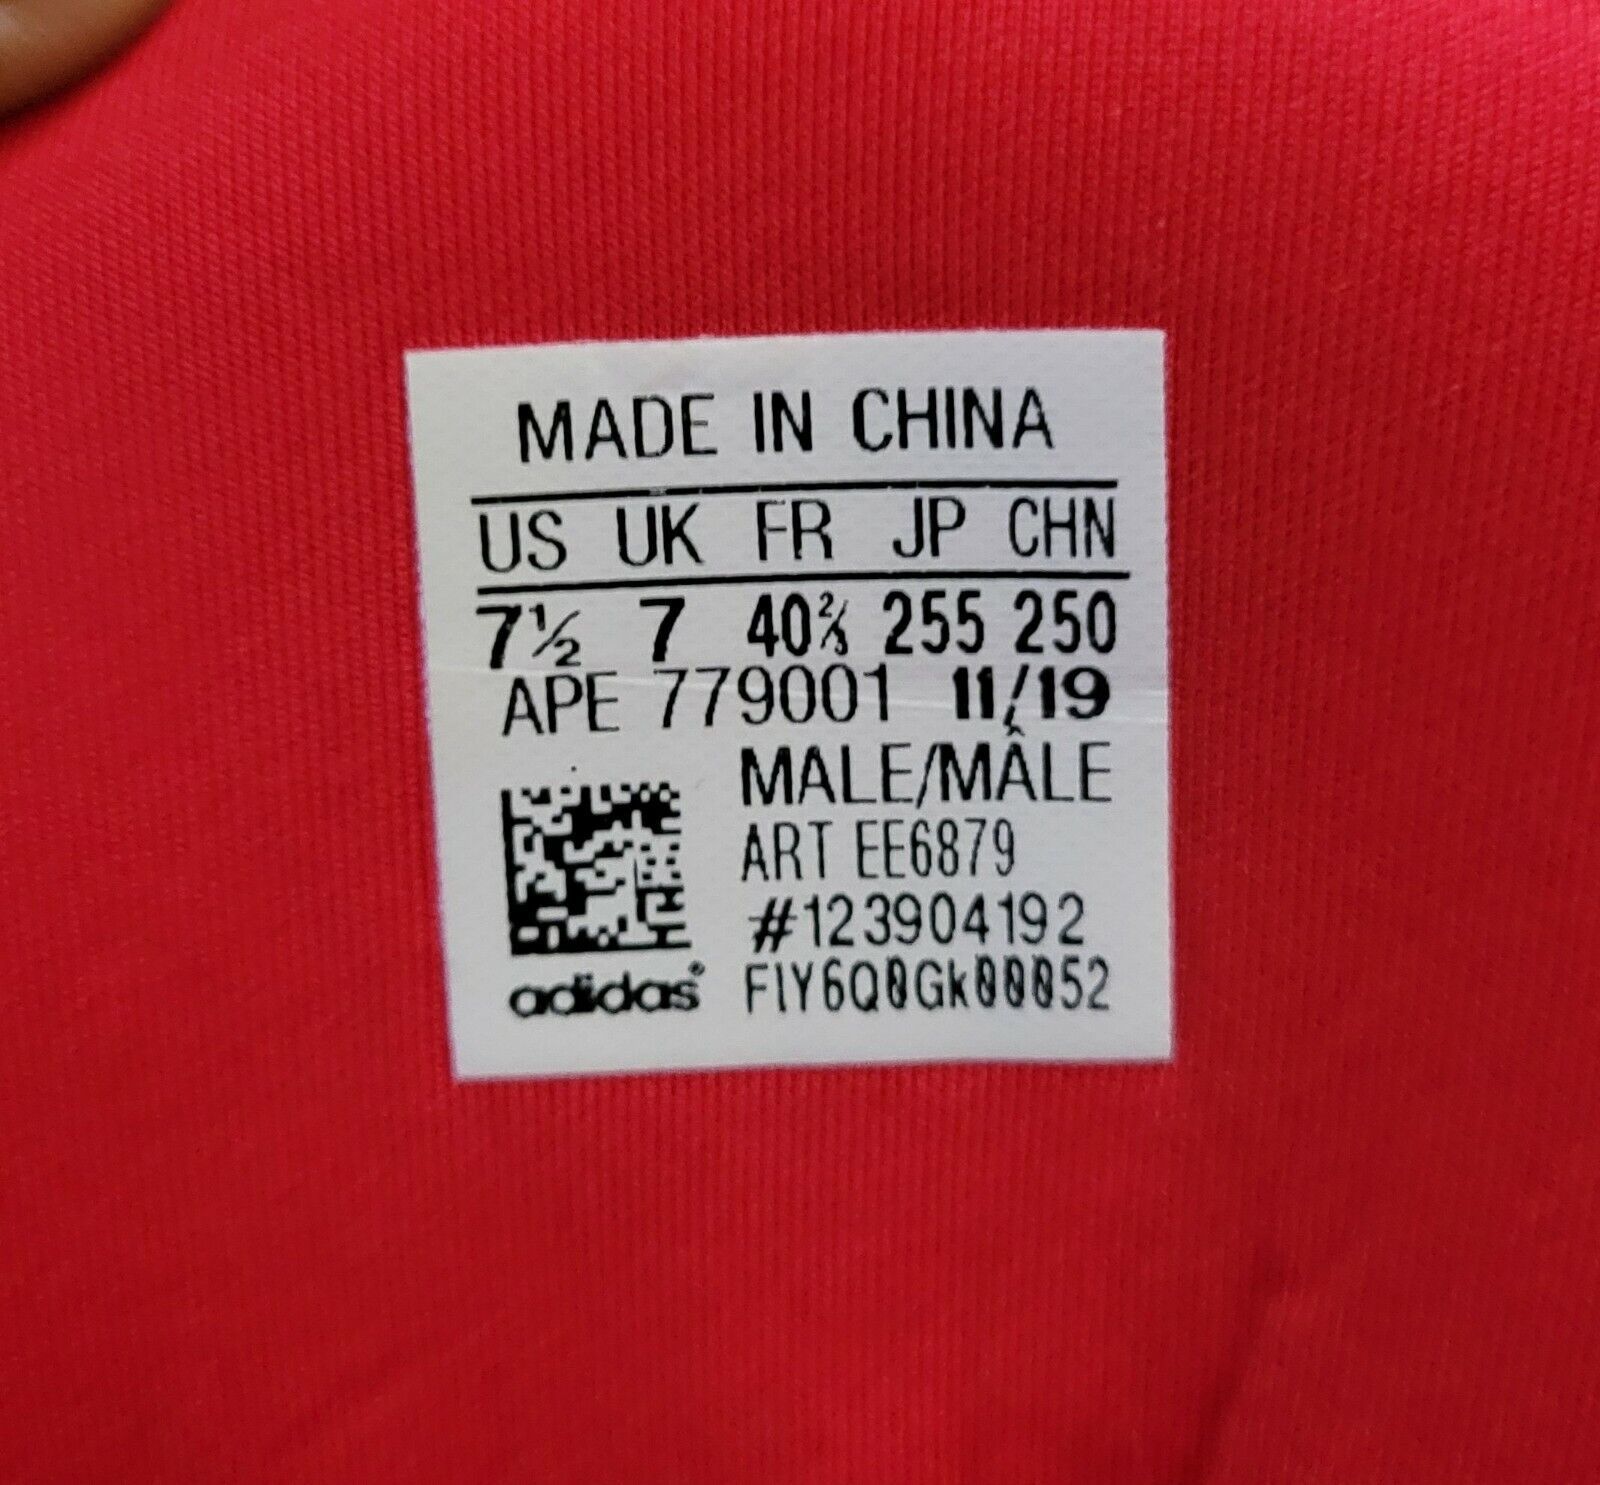 MADE IN CHINA
US UK FR JP CHN
7½ 7 40⅔ 255 250
APE 779001 11/19
MALE/MÂLE
ART EE6879
#123904192
adidas® FIY6Q0Gk00052